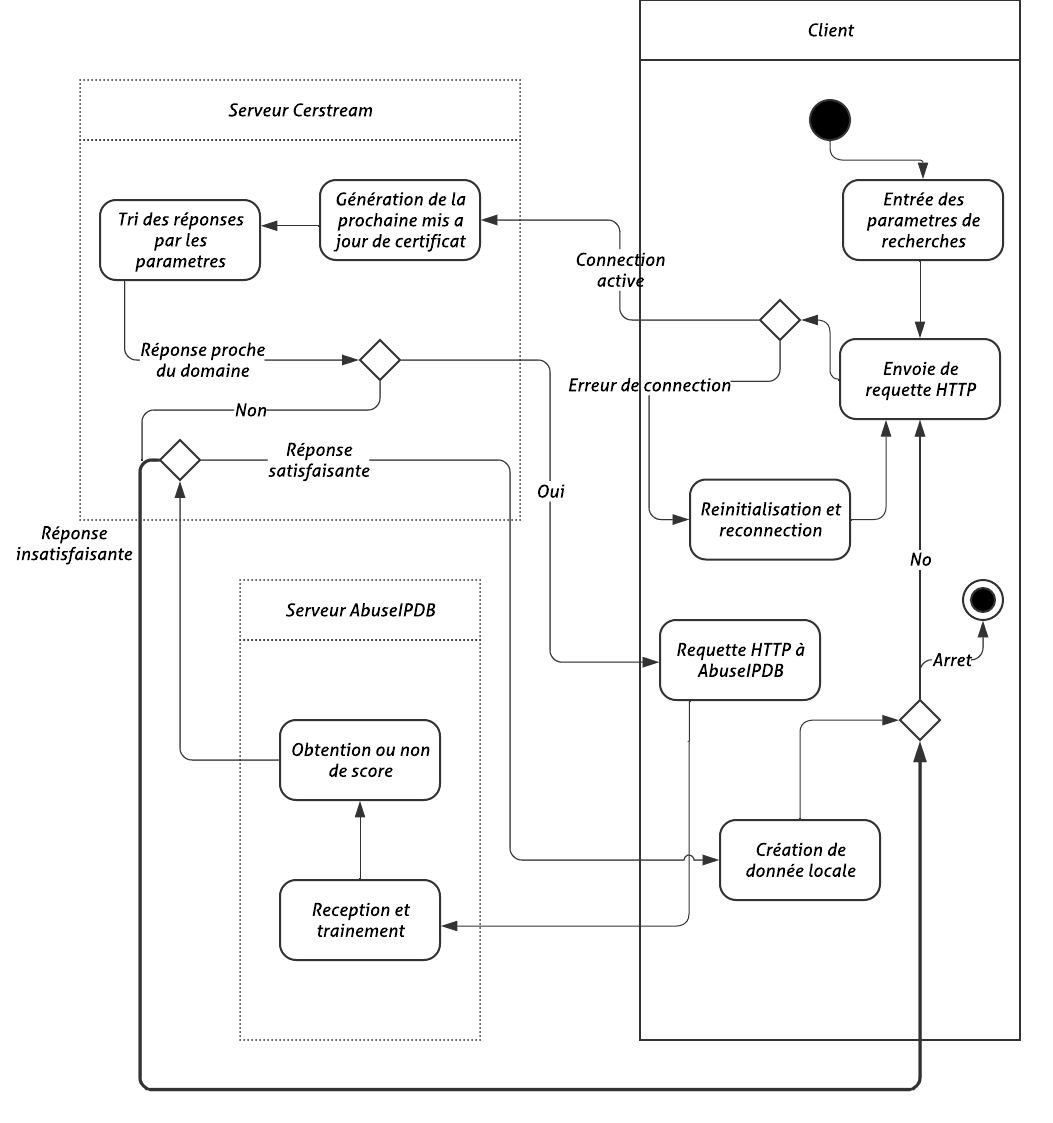 Client
Serveur Cerstream
Entrée des
parametres de
recherches
Génération de la
prochaine mis a
jour de certificat
Tri des réponses
par les
parametres
Connection
active
Réponse proche
du domaine
Envoie de
requette HTTP
Erreur de connection
Non
Réponse
satisfaisante
Oui
Reinitialisation et
reconnection
Réponse
insatisfaisante
No
Serveur AbuseIPDB
Requette HTTP à
AbuseIPDB
Arret
Obtention ou non
de score
Création de
donnée locale
Reception et
trainement